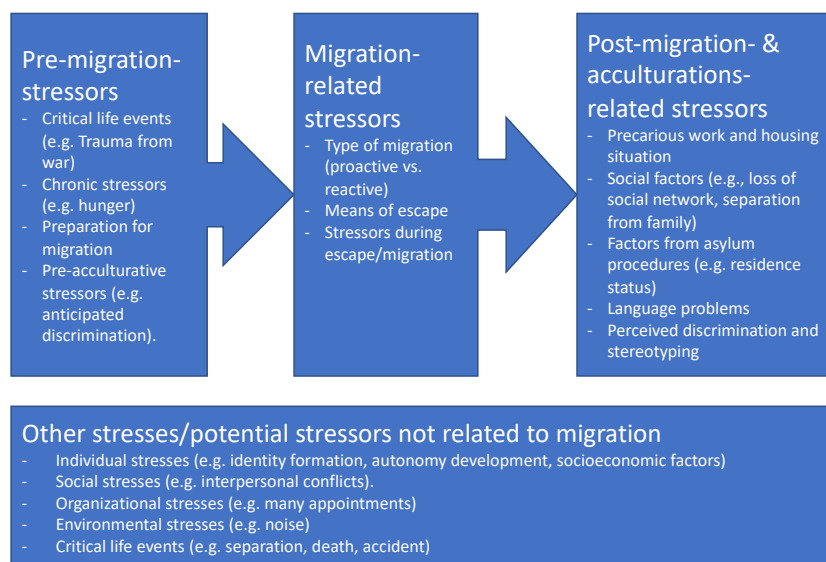 Pre-migration-
stressors
- Critical life events
(e.g. Trauma from
war)
- Chronic stressors
(e.g. hunger)
- Preparation for
migration
- Pre-acculturative
stressors (e.g.
anticipated
discrimination).
Migration-
related
stressors
- Type of migration
(proactive vs.
reactive)
- Means of escape
- Stressors during
escape/migration
Post-migration- &
acculturations-
related stressors
- Precarious work and housing
situation
- Social factors (e.g., loss of
social network, separation
from family)
- Factors from asylum
procedures (e.g. residence
status)
- Language problems
- Perceived discrimination and
stereotyping
Other stresses/potential stressors not related to migration
- Individual stresses (e.g. identity formation, autonomy development, socioeconomic factors)
- Social stresses (e.g. interpersonal conflicts).
- Organizational stresses (e.g. many appointments)
- Environmental stresses (e.g. noise)
- Critical life events (e.g. separation, death, accident)